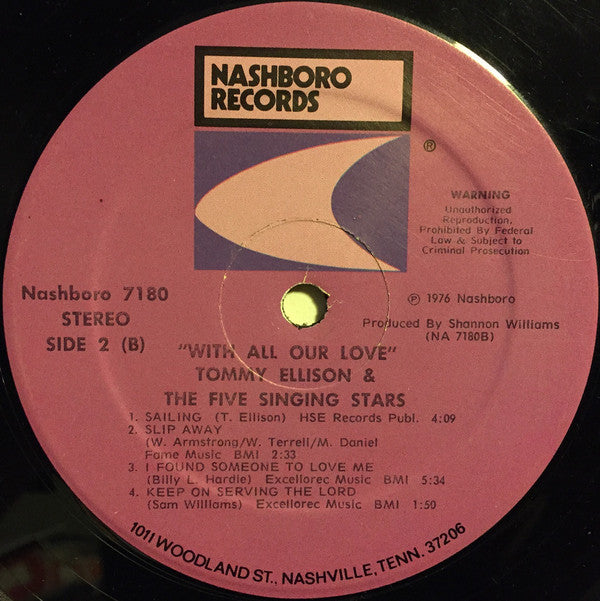 NASHBORO
RECORDS
®
WARNING
Unauthorized
Reproduction,
Prohibited By Federal
Law & Subject to
Criminal Prosecution
Nashboro 7180
STEREO
SIDE 2 (B)
℗ 1976 Nashboro
Produced By Shannon Williams
(NA 7180B)
"WITH ALL OUR LOVE"
TOMMY ELLISON &
THE FIVE SINGING STARS
1. SAILING (T. Ellison) HSE Records Publ. 4:09
2. SLIP AWAY
(W. Armstrong/W. Terrell/M. Daniel
Fame Music BMI 2:33
3. I FOUND SOMEONE TO LOVE ME
(Billy L. Hardie) Excellorec Music BMI 5:34
4. KEEP ON SERVING THE LORD
(Sam Williams) Excellorec Music BMI 1:50
1011 WOODLAND ST., NASHVILLE, TENN. 37206